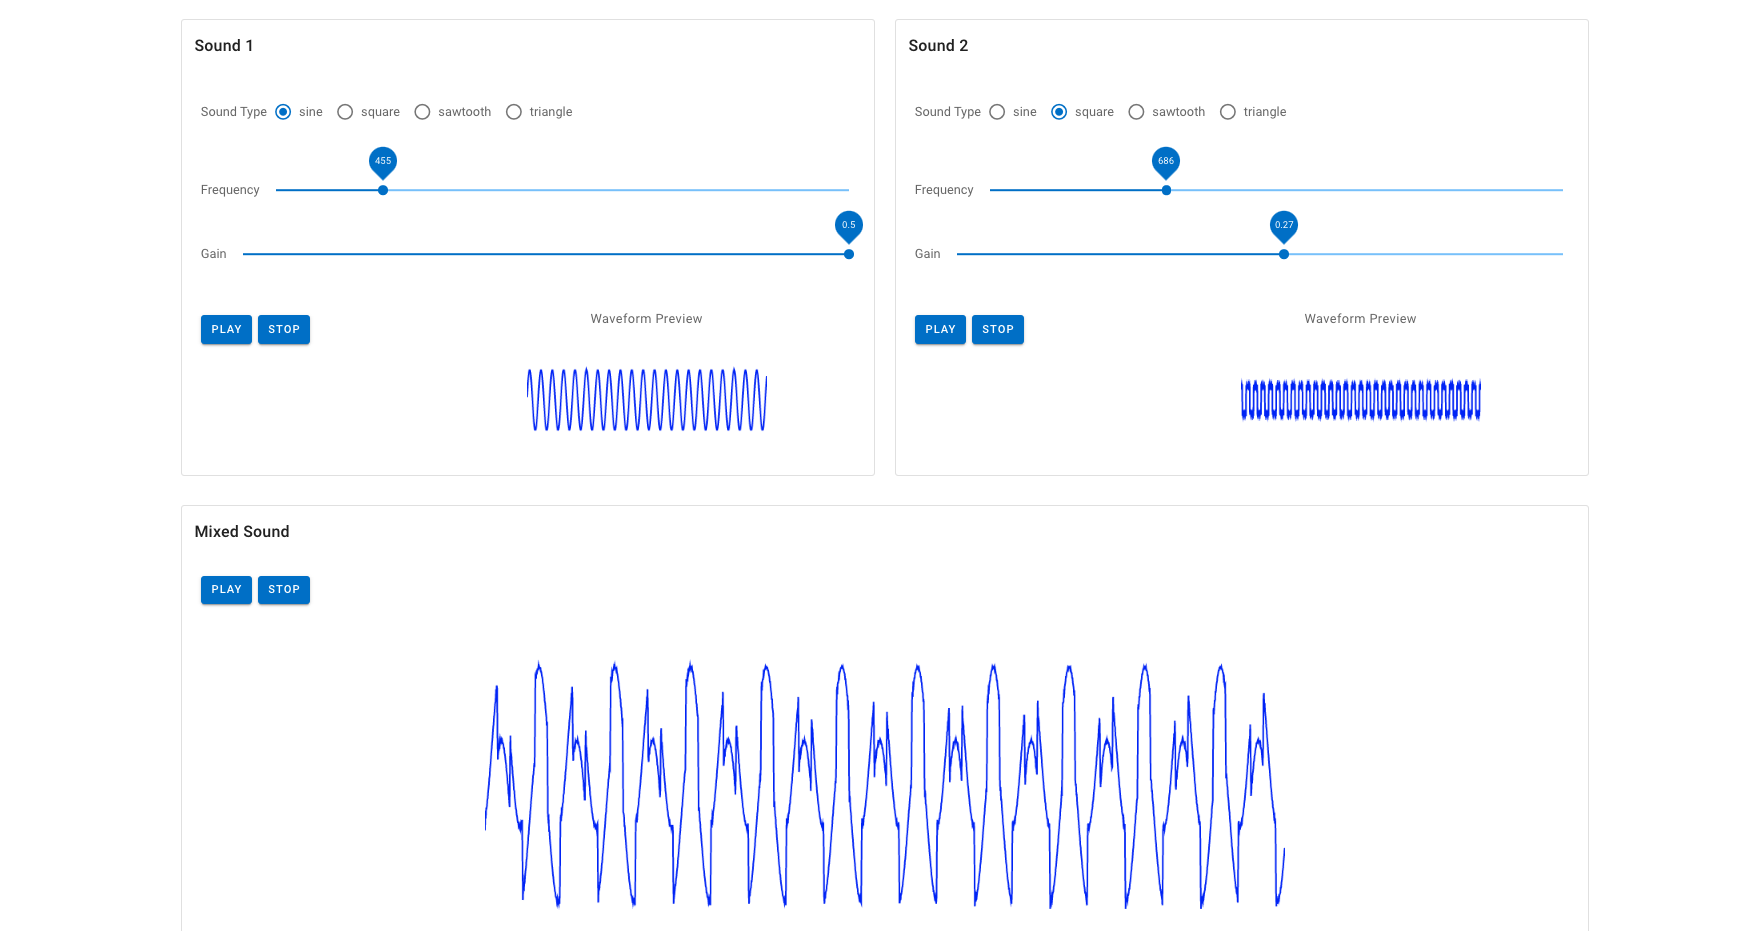 Sound 1
Sound Type sine square sawtooth triangle
455
Frequency
0.5
Gain
PLAY STOP
Waveform Preview
Sound 2
Sound Type sine square sawtooth triangle
686
Frequency
0.27
Gain
PLAY STOP
Waveform Preview
Mixed Sound
PLAY STOP